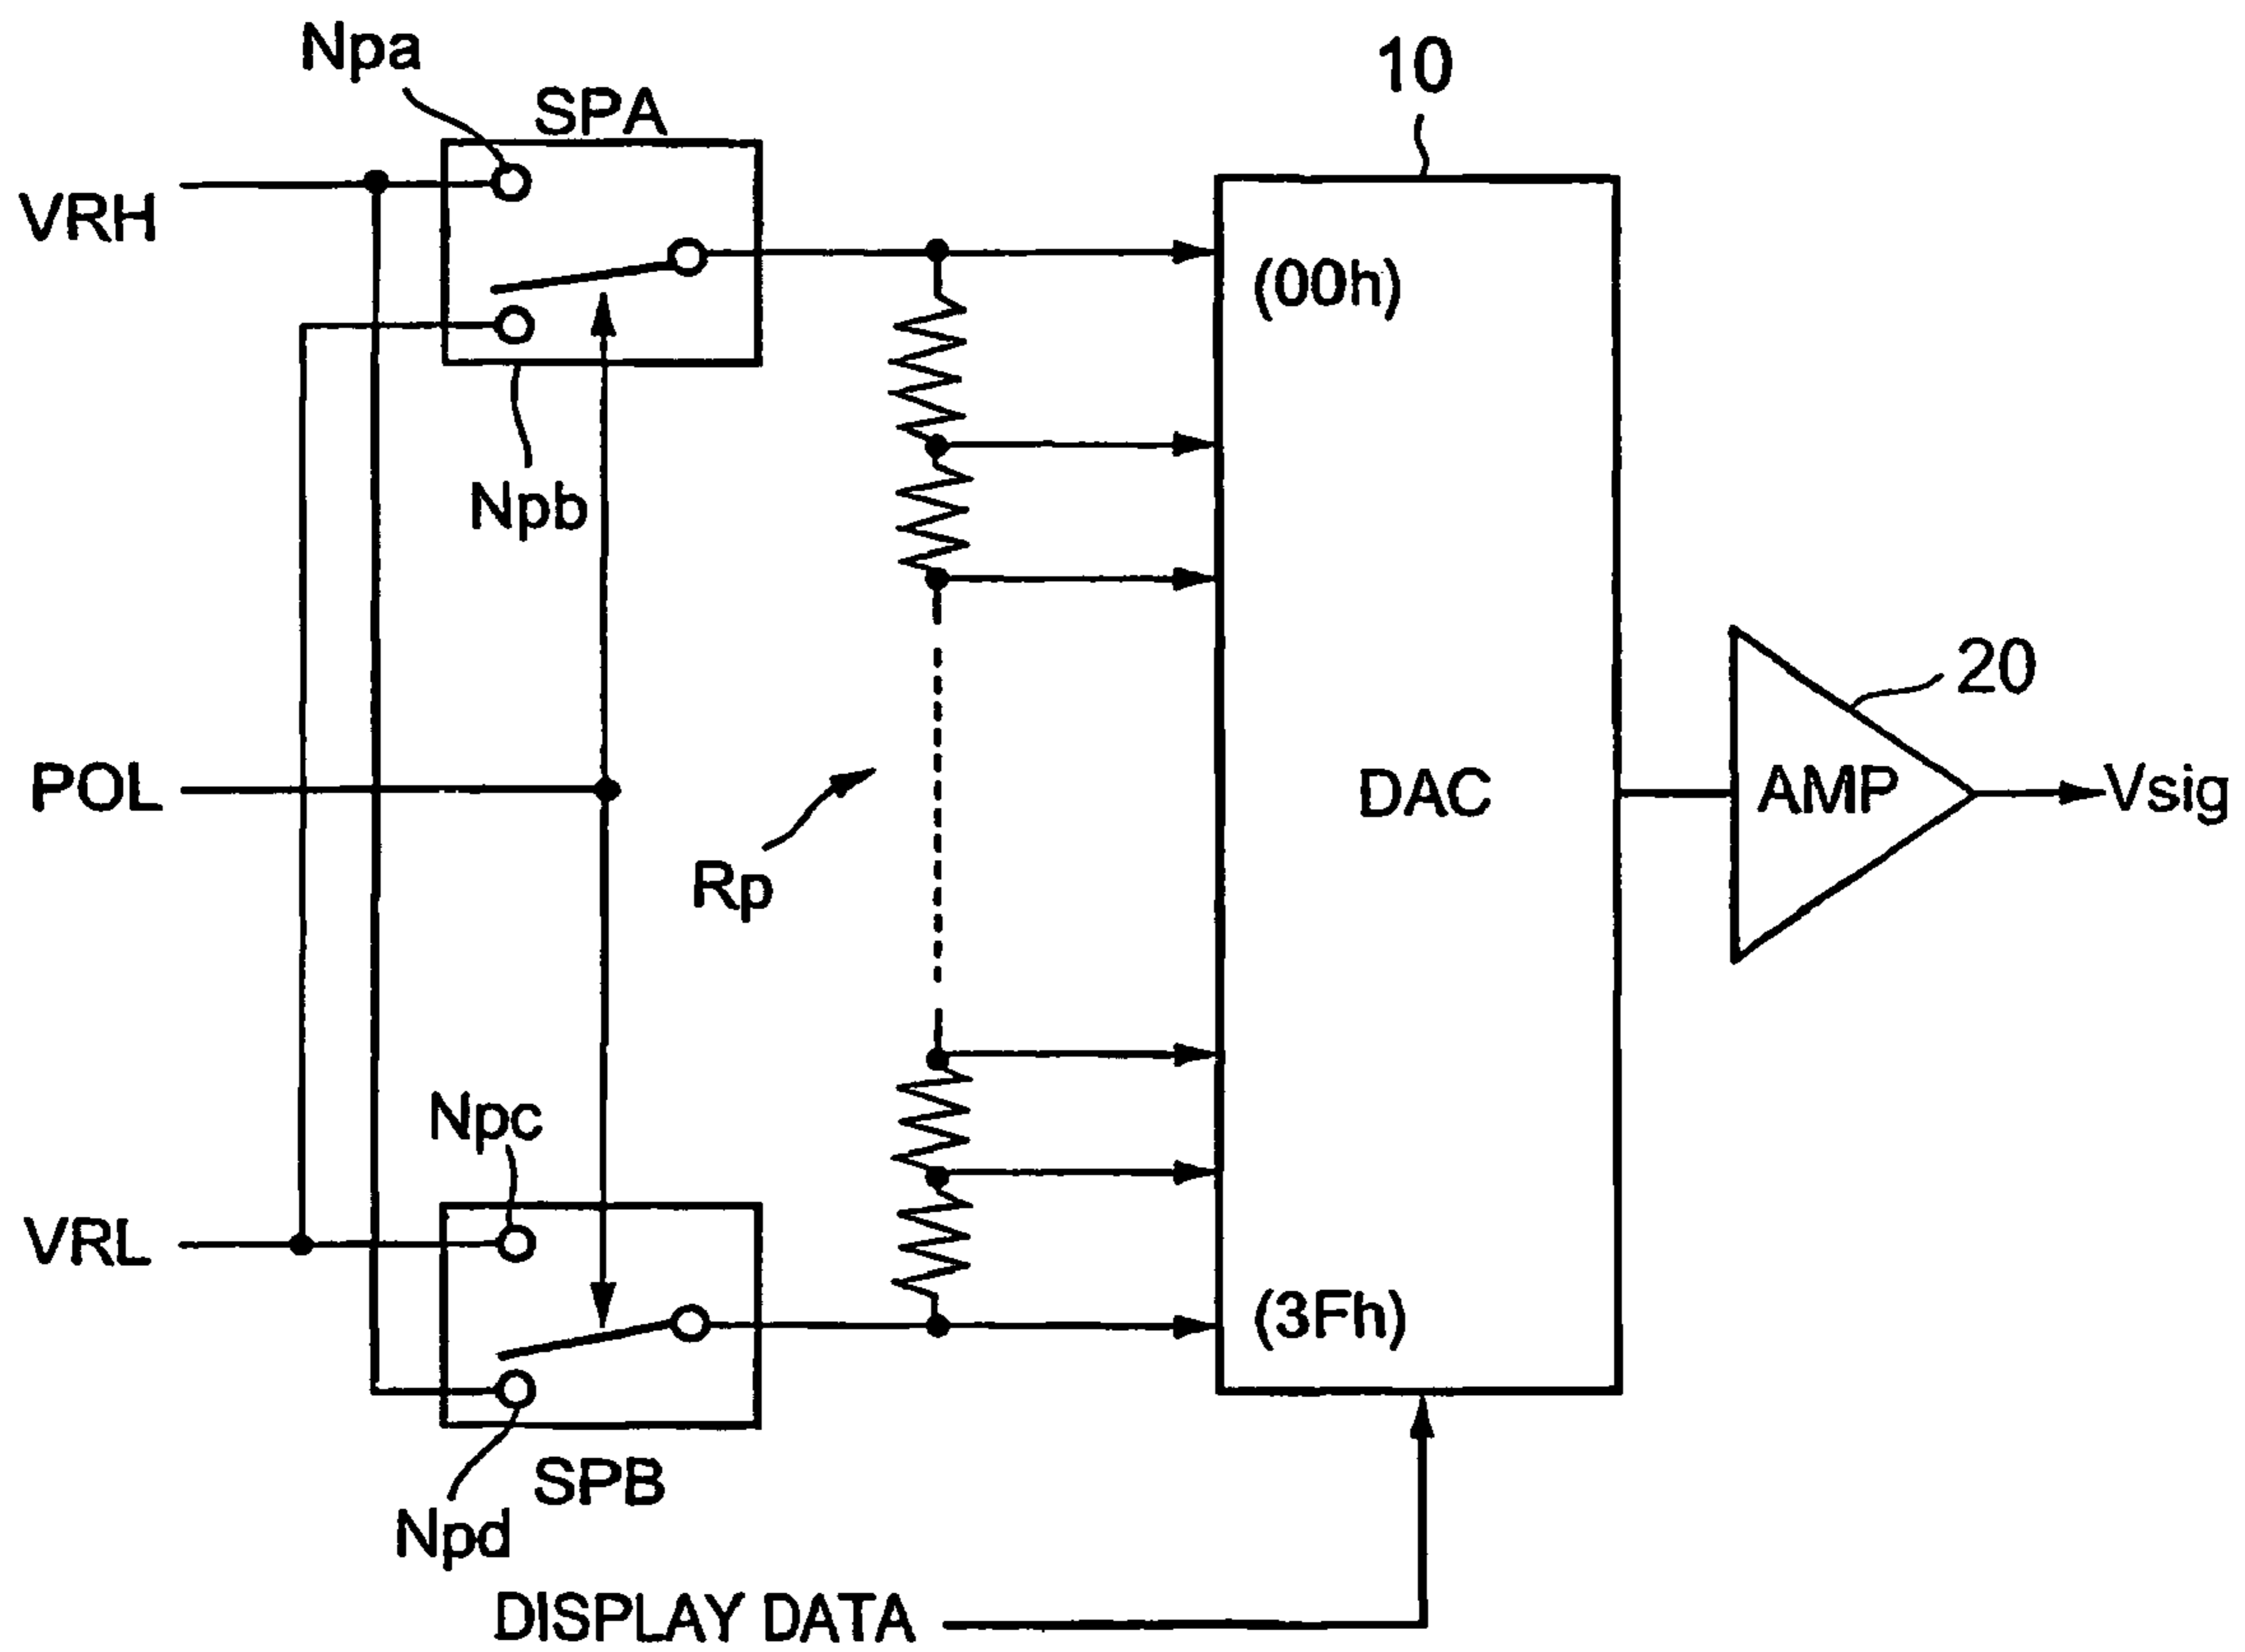 Npa
SPA
10
VRH
(00h)
Npb
20
POL
DAC
AMP
Vsig
Rp
Npc
VRL
(3Fh)
SPB
Npd
DISPLAY DATA